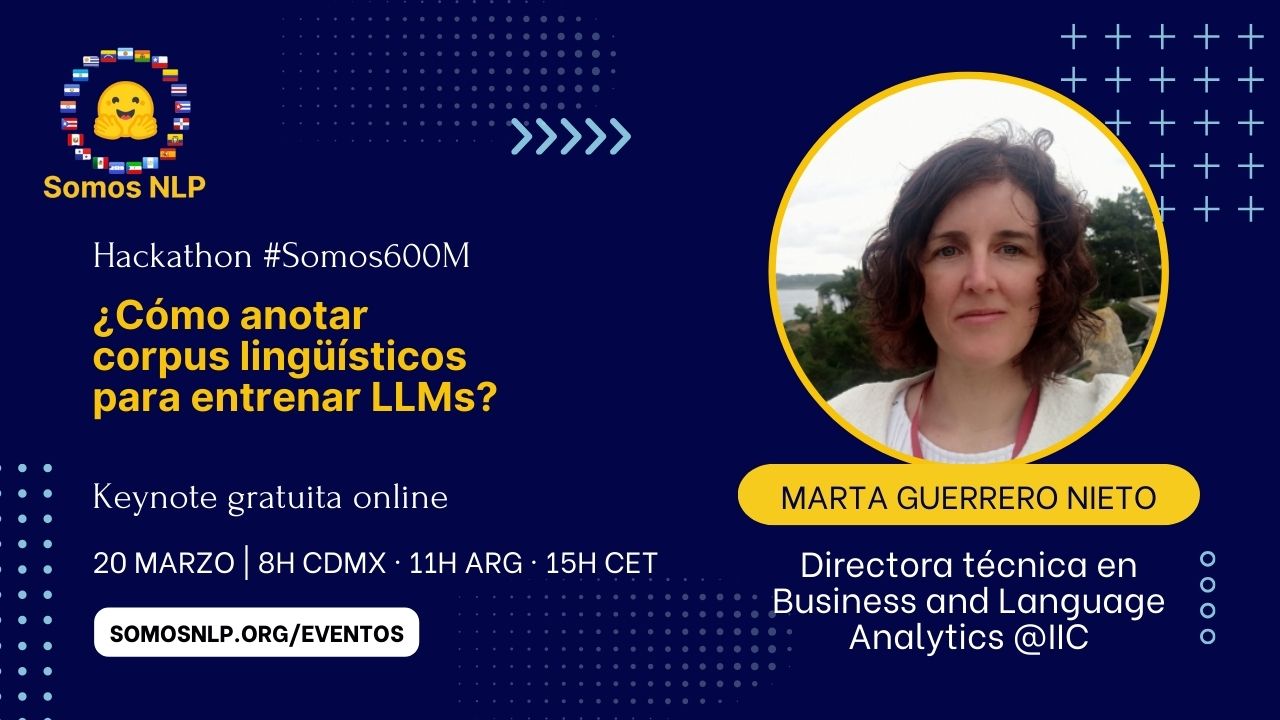 Somos NLP
Hackathon #Somos600M
¿Cómo anotar
corpus lingüísticos
para entrenar LLMs?
Keynote gratuita online
20 MARZO | 8H CDMX · 11H ARG · 15H CET
SOMOSNLP.ORG/EVENTOS
MARTA GUERRERO NIETO
Directora técnica en
Business and Language
Analytics @IIC